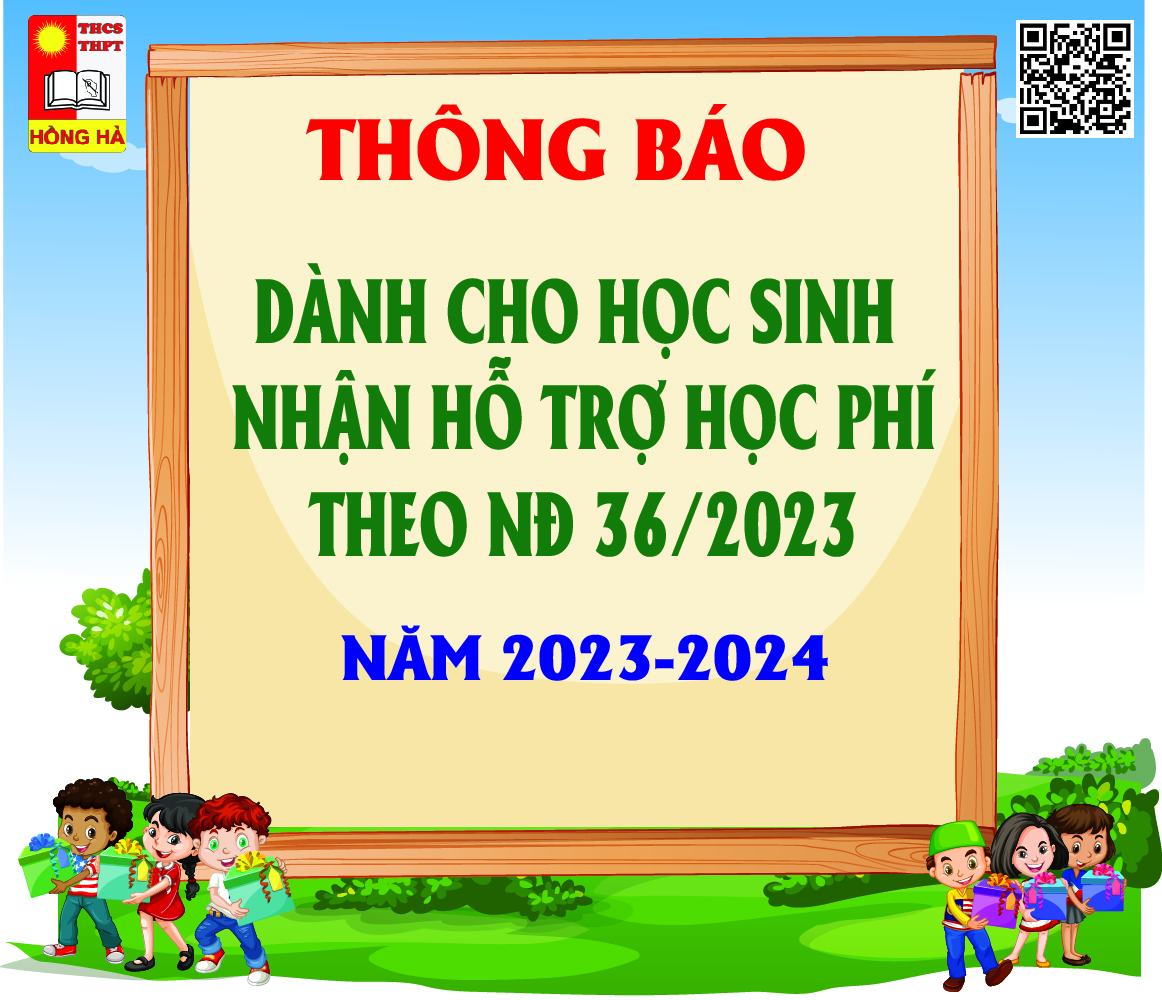 THCS
THPT
HỒNG HÀ
THÔNG BÁO
DÀNH CHO HỌC SINH
NHẬN HỖ TRỢ HỌC PHÍ
THEO NĐ 36/2023
NĂM 2023-2024